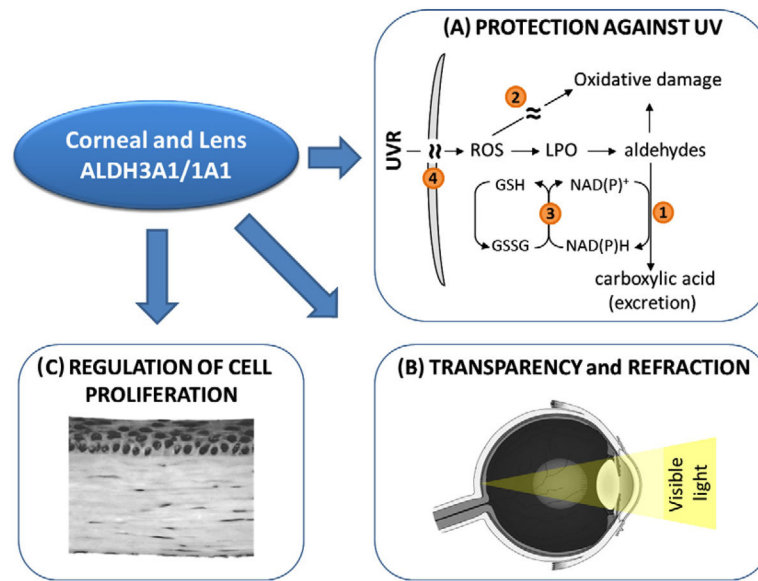 (A) PROTECTION AGAINST UV
Corneal and Lens
ALDH3A1/1A1
Oxidative damage
2
≈
UVR
≈
ROS
LPO
aldehydes
4
GSH
NAD(P)⁺
3
1
GSSG
NAD(P)H
carboxylic acid
(excretion)
(C) REGULATION OF CELL
PROLIFERATION
(B) TRANSPARENCY and REFRACTION
Visible
light